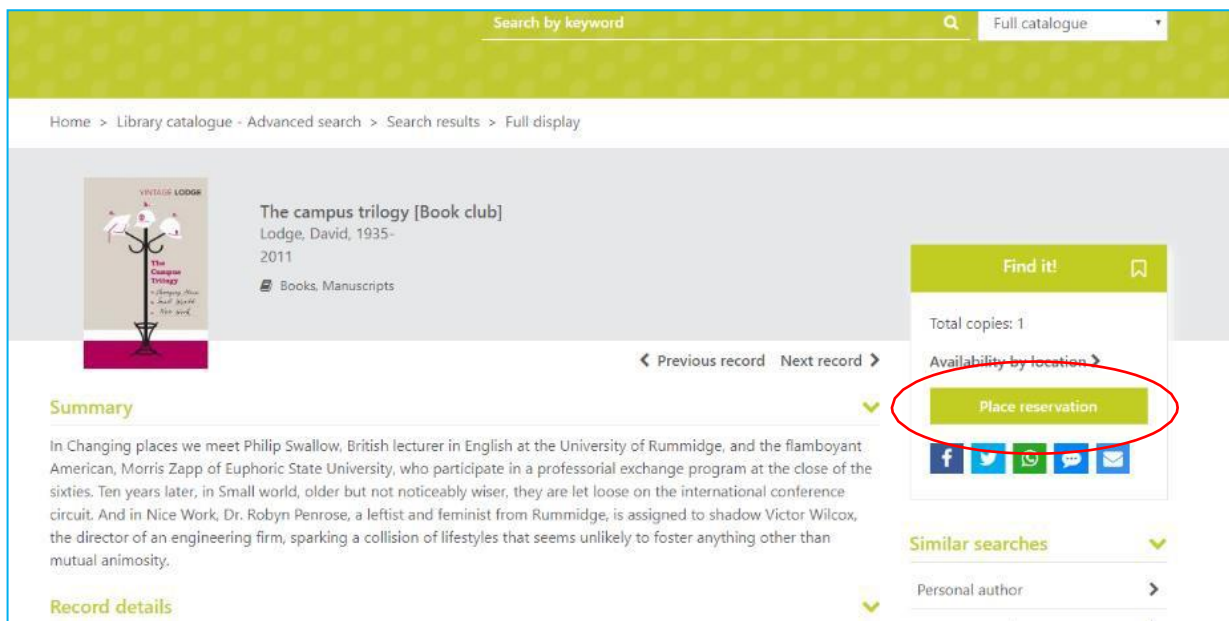 Search by keyword
Full catalogue
Home > Library catalogue - Advanced search > Search results > Full display
VINTAGE LODGE
The
Campus
Trilogy
Changing Places
Small World
Nice Work
The campus trilogy [Book club]
Lodge, David, 1935-
2011
Books, Manuscripts
Find it!
Total copies: 1
Availability by location
Place reservation
Previous record Next record
Summary
In Changing places we meet Philip Swallow, British lecturer in English at the University of Rummidge, and the flamboyant
American, Morris Zapp of Euphoric State University, who participate in a professorial exchange program at the close of the
sixties. Ten years later, in Small world, older but not noticeably wiser, they are let loose on the international conference
circuit. And in Nice Work, Dr. Robyn Penrose, a leftist and feminist from Rummidge, is assigned to shadow Victor Wilcox,
the director of an engineering firm, sparking a collision of lifestyles that seems unlikely to foster anything other than
mutual animosity.
Record details
Similar searches
Personal author